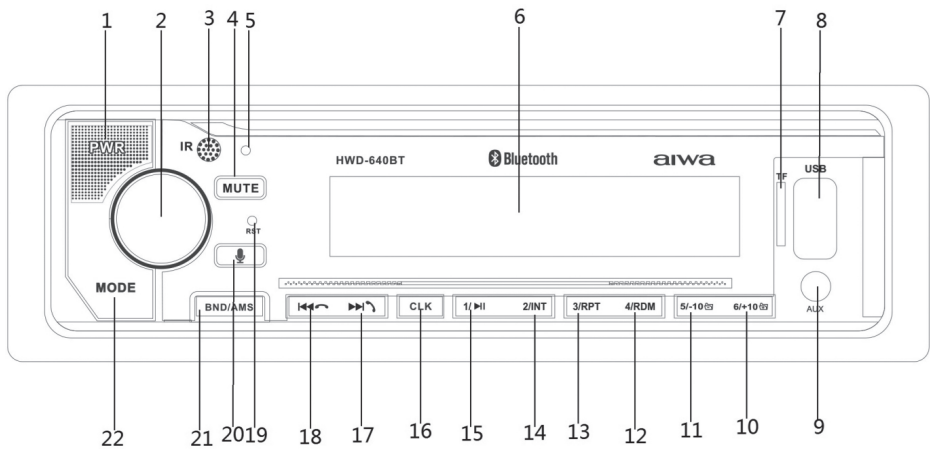 1 2 3 4 5 6 7 8
PWR IR HWD-640BT Bluetooth aiwa USB
TF
MUTE
RST
MODE
BND/AMS CLK 1/ 2/INT 3/RPT 4/RDM 5/-10 6/+10 AUX
22 21 20 19 18 17 16 15 14 13 12 11 10 9